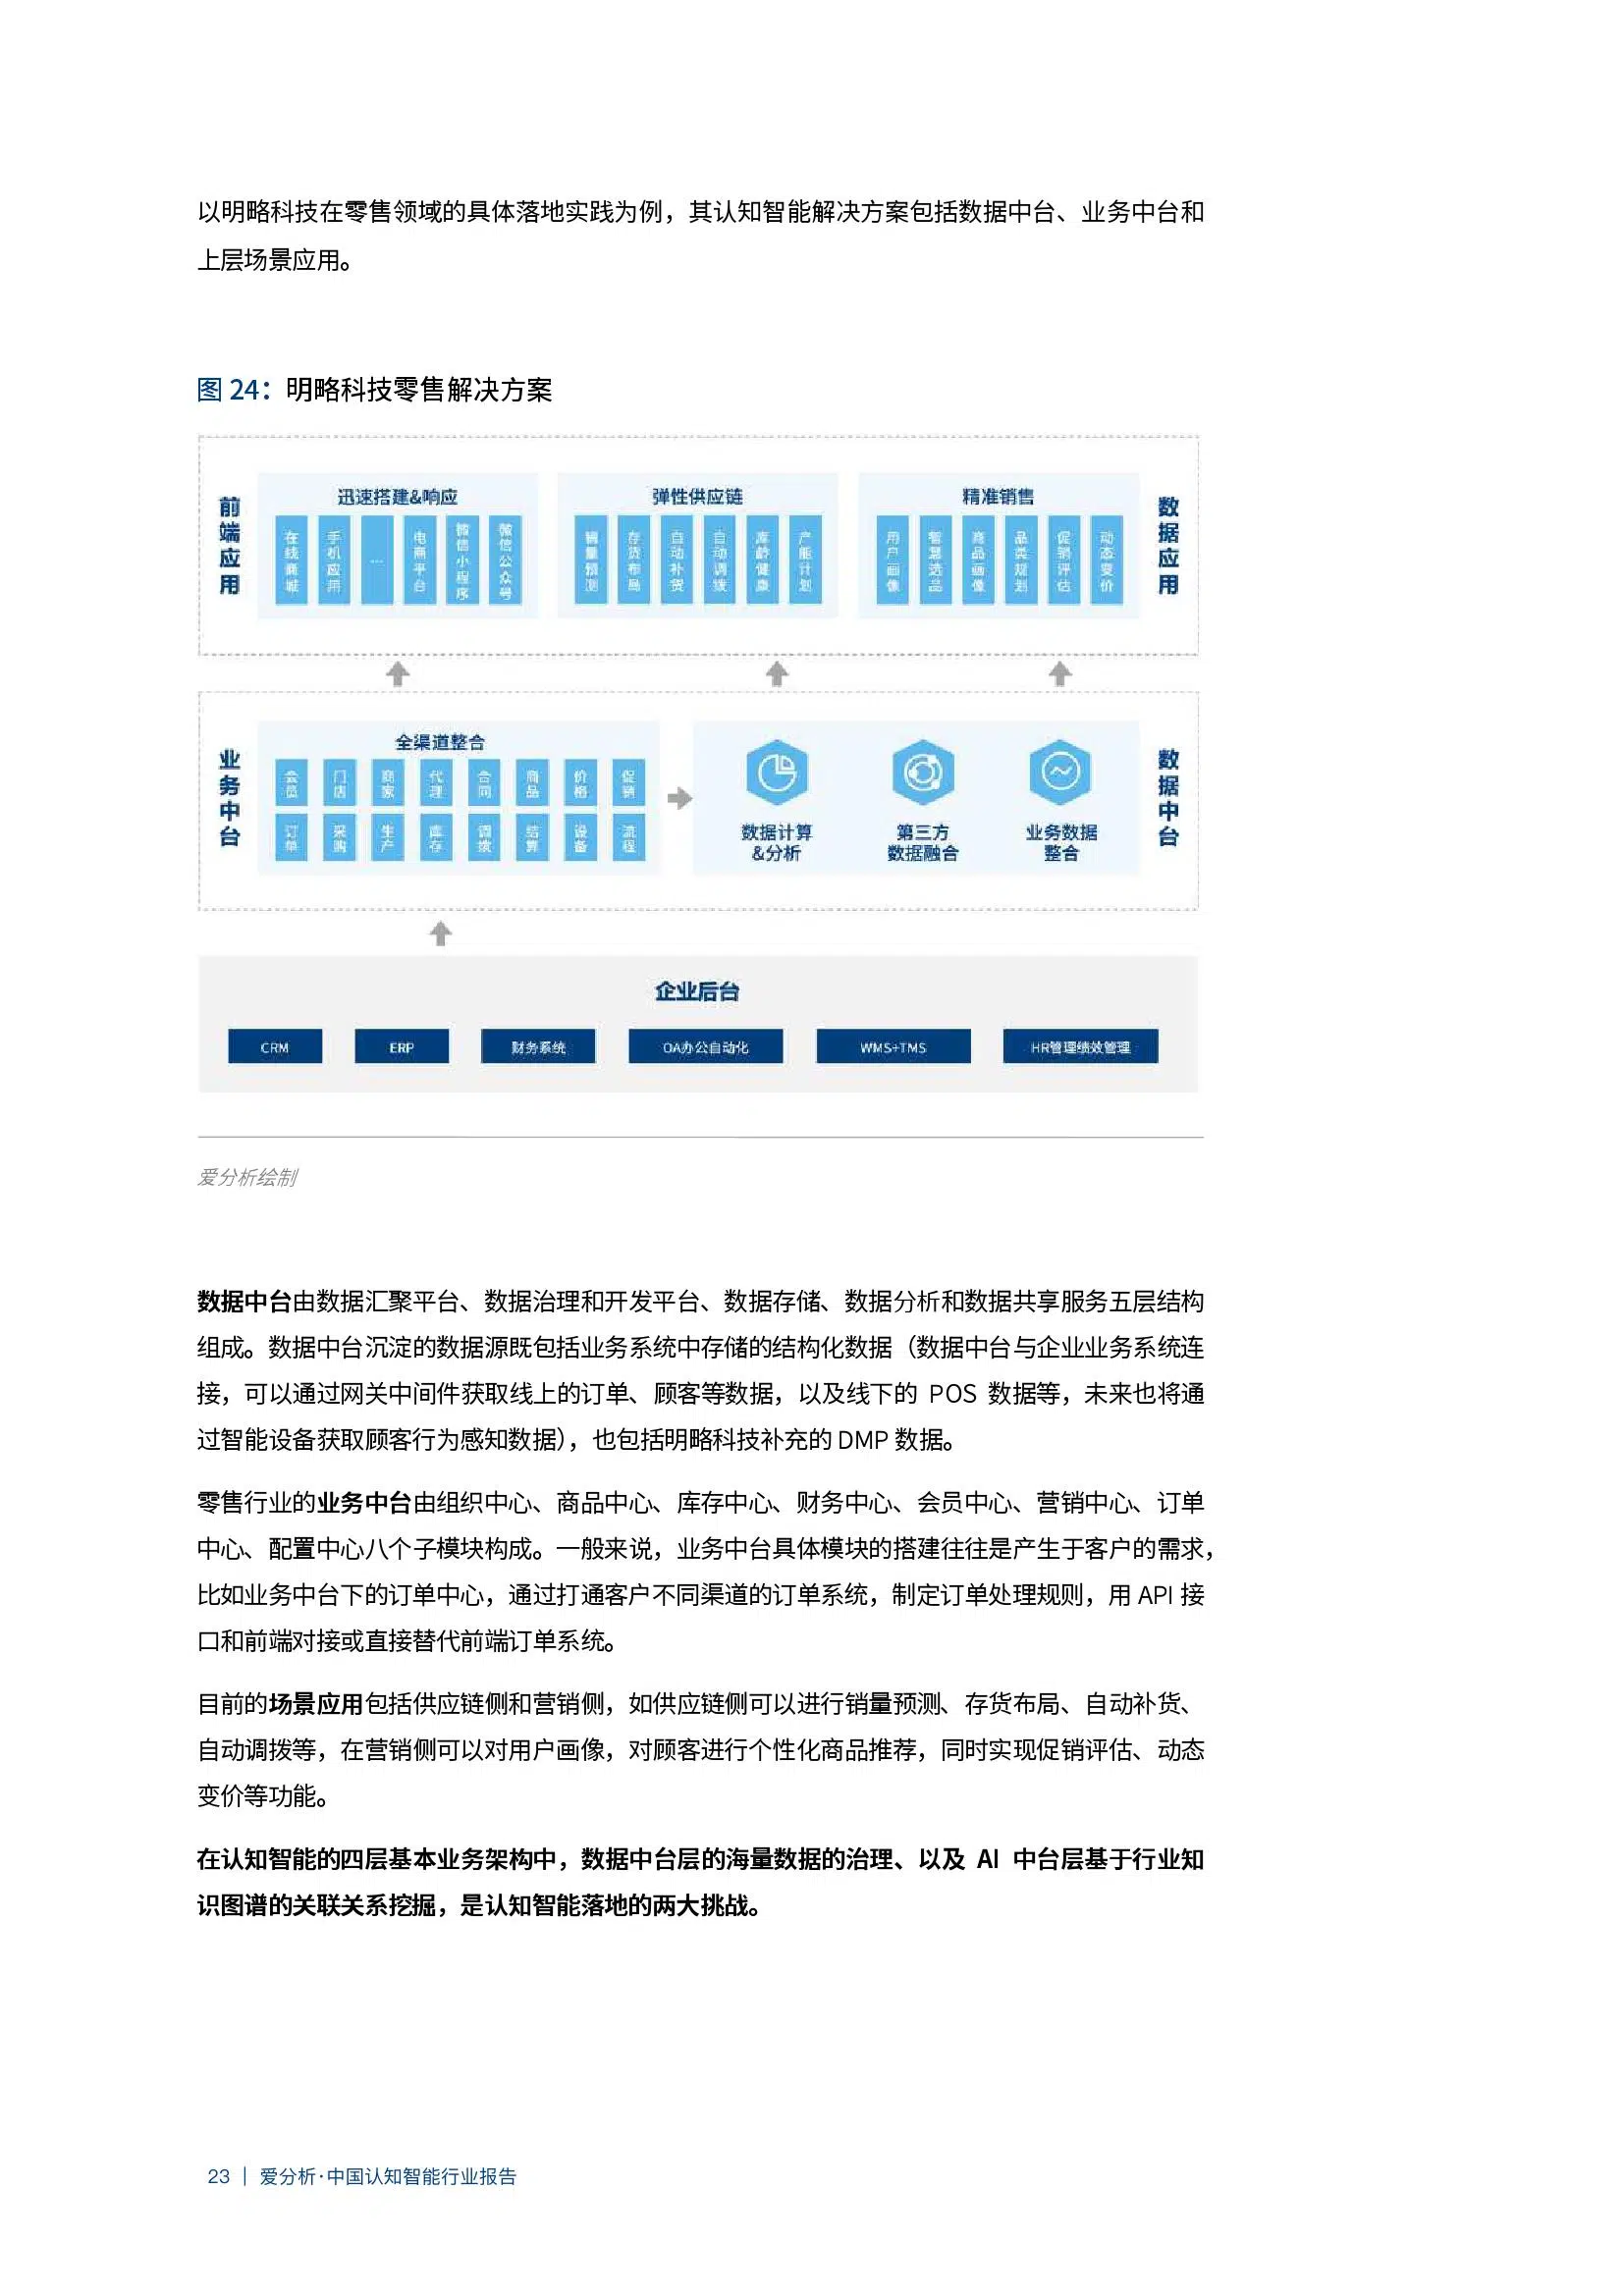 以明略科技在零售领域的具体落地实践为例，其认知智能解决方案包括数据中台、业务中台和
上层场景应用。
图 24：明略科技零售解决方案
前端应用
迅速搭建&响应
在线商城
手机应用
...
电商平台
微信小程序
微信公众号
弹性供应链
销量预测
存货布局
自动补货
自动调拨
库龄健康
产能计划
精准销售
用户画像
智慧选品
商品画像
品类规划
促销评估
动态变价
数据应用
业务中台
全渠道整合
会员
门店
商家
代理
合同
商品
价格
促销
订单
采购
生产
库存
调拨
结算
设备
流程
数据计算
&分析
第三方
数据融合
业务数据
整合
数据中台
企业后台
CRM
ERP
财务系统
OA办公自动化
WMS+TMS
HR管理绩效管理
爱分析绘制
数据中台由数据汇聚平台、数据治理和开发平台、数据存储、数据分析和数据共享服务五层结构
组成。数据中台沉淀的数据源既包括业务系统中存储的结构化数据（数据中台与企业业务系统连
接，可以通过网关中间件获取线上的订单、顾客等数据，以及线下的 POS 数据等，未来也将通
过智能设备获取顾客行为感知数据），也包括明略科技补充的 DMP 数据。
零售行业的业务中台由组织中心、商品中心、库存中心、财务中心、会员中心、营销中心、订单
中心、配置中心八个子模块构成。一般来说，业务中台具体模块的搭建往往是产生于客户的需求，
比如业务中台下的订单中心，通过打通客户不同渠道的订单系统，制定订单处理规则，用 API 接
口和前端对接或直接替代前端订单系统。
目前的场景应用包括供应链侧和营销侧，如供应链侧可以进行销量预测、存货布局、自动补货、
自动调拨等，在营销侧可以对用户画像，对顾客进行个性化商品推荐，同时实现促销评估、动态
变价等功能。
在认知智能的四层基本业务架构中，数据中台层的海量数据的治理、以及 AI 中台层基于行业知
识图谱的关联关系挖掘，是认知智能落地的两大挑战。
23 | 爱分析·中国认知智能行业报告